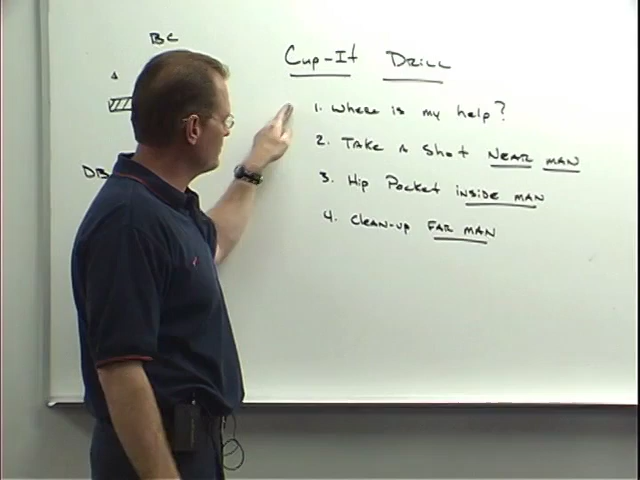 BC
Cup-It Drill
1. Where is my help?
2. Take a shot Near man
3. Hip Pocket inside man
4. Clean-up Far man
DB